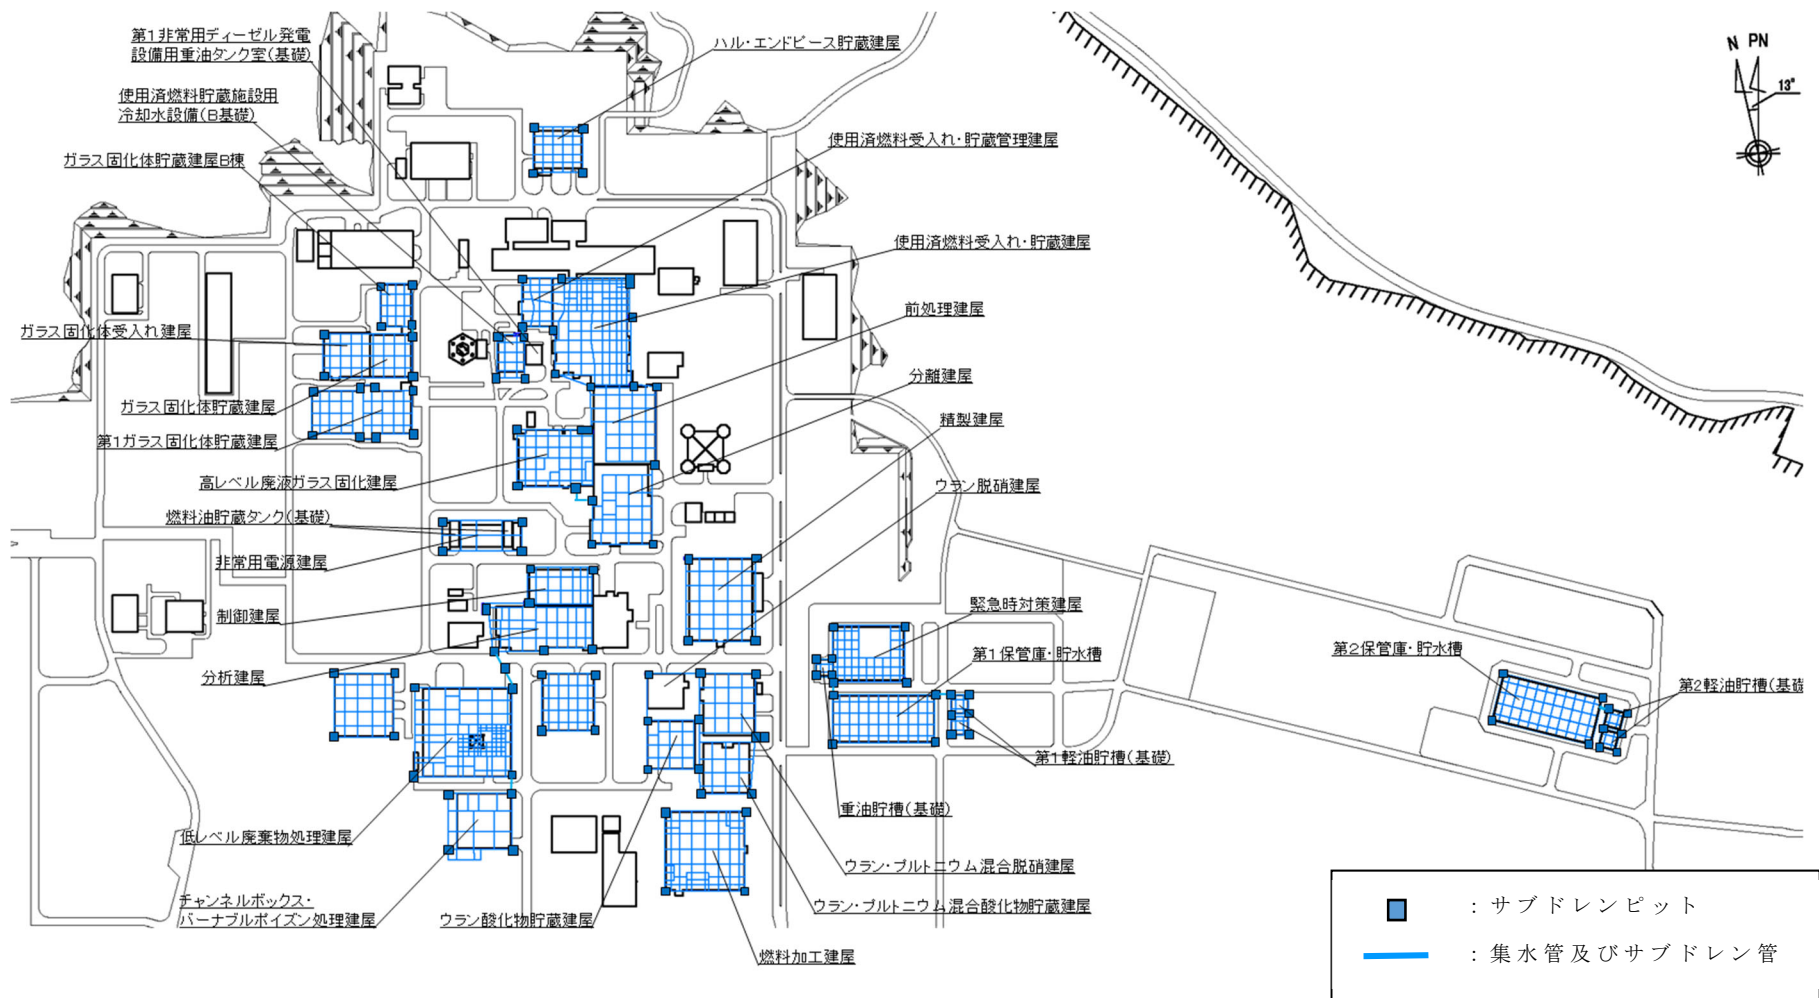 第1非常用ディーゼル発電
設備用重油タンク室(基礎)
ハル・エンドピース貯蔵建屋
N PN
13°
使用済燃料貯蔵施設用
冷却水設備(B基礎)
使用済燃料受入れ・貯蔵管理建屋
ガラス固化体貯蔵建屋B棟
使用済燃料受入れ・貯蔵建屋
前処理建屋
ガラス固化体受入れ建屋
分離建屋
ガラス固化体貯蔵建屋
精製建屋
第1ガラス固化体貯蔵建屋
高レベル廃液ガラス固化建屋
ウラン脱硝建屋
燃料油貯蔵タンク(基礎)
非常用電源建屋
制御建屋
緊急時対策建屋
第1保管庫・貯水槽
第2保管庫・貯水槽
分析建屋
第2軽油貯槽(基礎
第1軽油貯槽(基礎)
重油貯槽(基礎)
低レベル廃棄物処理建屋
ウラン・プルトニウム混合脱硝建屋
チャンネルボックス・
バーナブルポイズン処理建屋
ウラン酸化物貯蔵建屋
ウラン・プルトニウム混合酸化物貯蔵建屋
燃料加工建屋
：サブドレンピット
：集水管及びサブドレン管